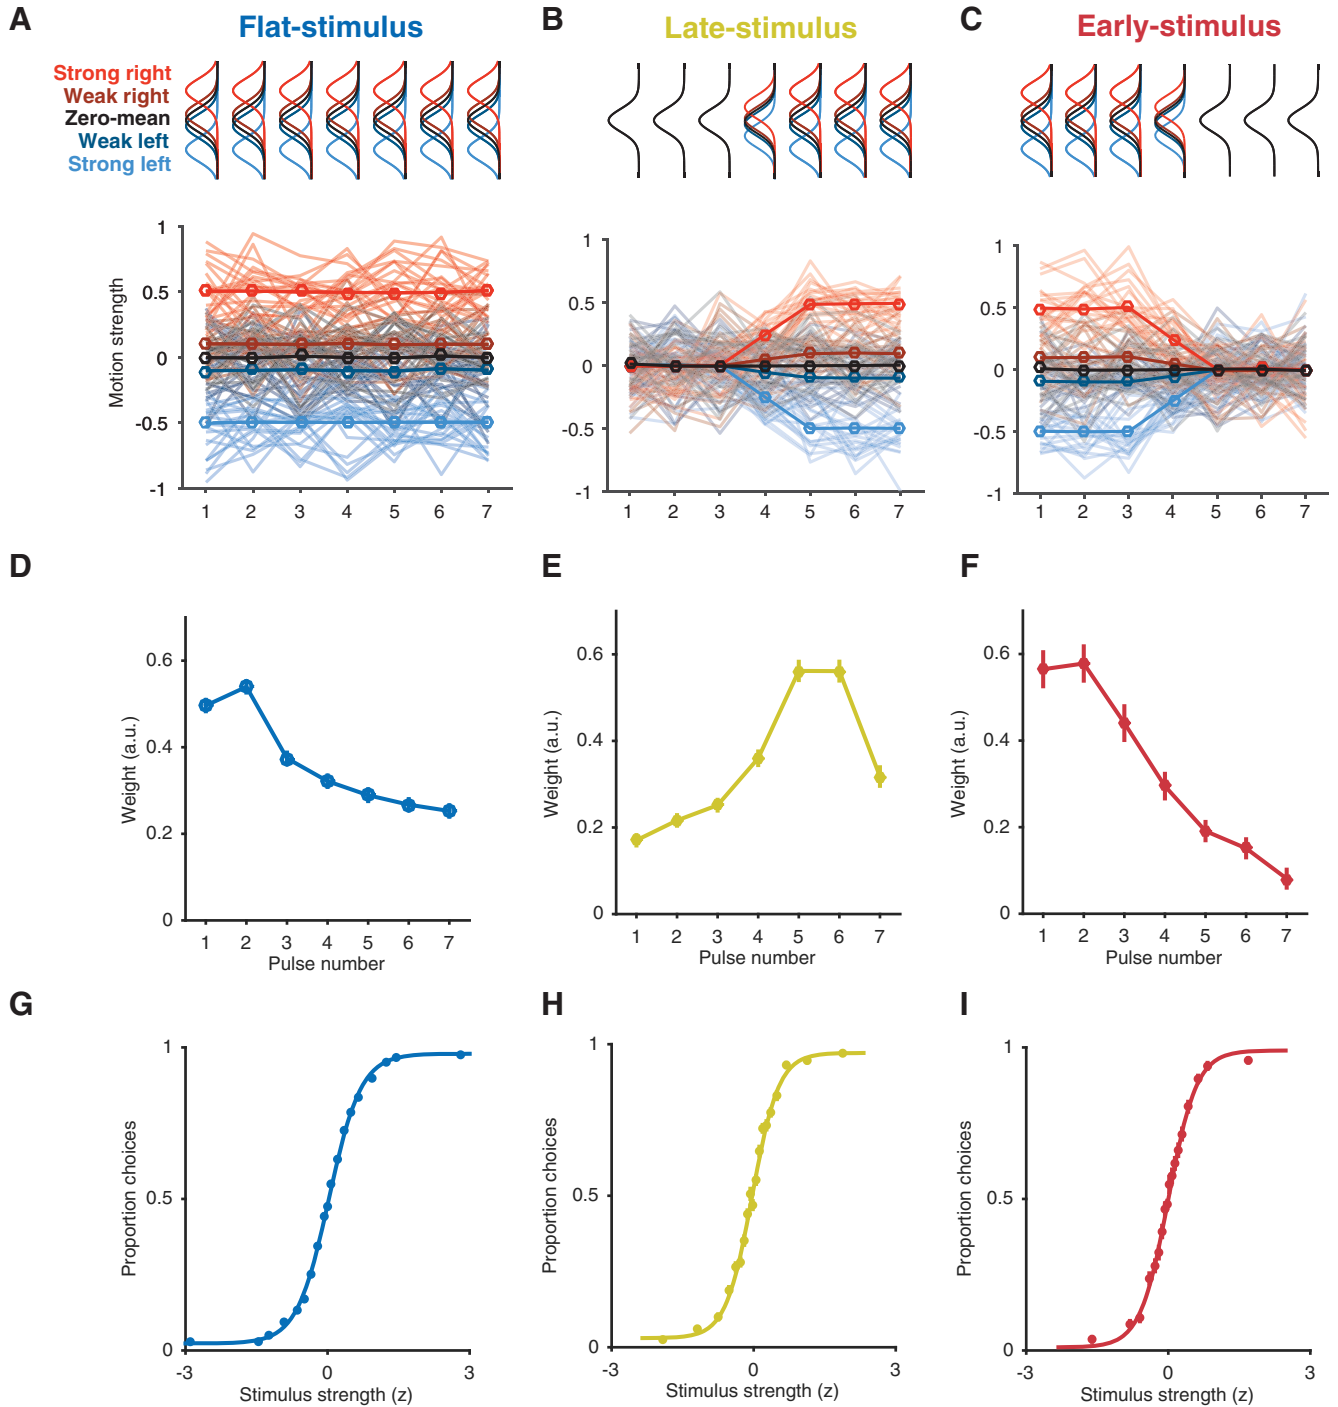 A Flat-stimulus
B Late-stimulus
C Early-stimulus
Strong right
Weak right
Zero-mean
Weak left
Strong left
Motion strength
1
0.5
0
-0.5
-1
1 2 3 4 5 6 7
1
0.5
0
-0.5
-1
1 2 3 4 5 6 7
1
0.5
0
-0.5
-1
1 2 3 4 5 6 7
D
Weight (a.u.)
0.6
0.4
0.2
0
1 2 3 4 5 6 7
Pulse number
E
Weight (a.u.)
0.6
0.4
0.2
0
1 2 3 4 5 6 7
Pulse number
F
Weight (a.u.)
0.6
0.4
0.2
0
1 2 3 4 5 6 7
Pulse number
G
Proportion choices
1
0.5
0
-3 0 3
Stimulus strength (z)
H
Proportion choices
1
0.5
0
-3 0 3
Stimulus strength (z)
I
Proportion choices
1
0.5
0
-3 0 3
Stimulus strength (z)